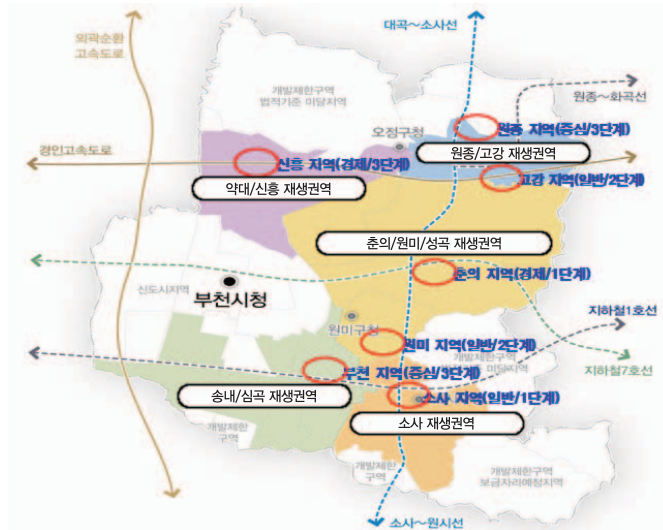 외곽순환
고속도로
대곡~소사선
개발제한구역
법적기준 미달지역
원종~화곡선
오정구청
원종 지역(중심/3단계)
경인고속도로
원종/고강 재생권역
신흥 지역(경제/3단계)
고강 지역(일반/2단계)
약대/신흥 재생권역
춘의/원미/성곡 재생권역
춘의 지역(경제/1단계)
신도시지역
부천시청
지하철1호선
원미구청
원미 지역(일반/2단계)
개발제한구역
미달지역
부천 지역(중심/3단계)
지하철7호선
송내/심곡 재생권역
소사 지역(일반/1단계)
소사 재생권역
개발제한
구역
개발제한
구역
개발제한구역
보금자리예정지역
소사~원시선